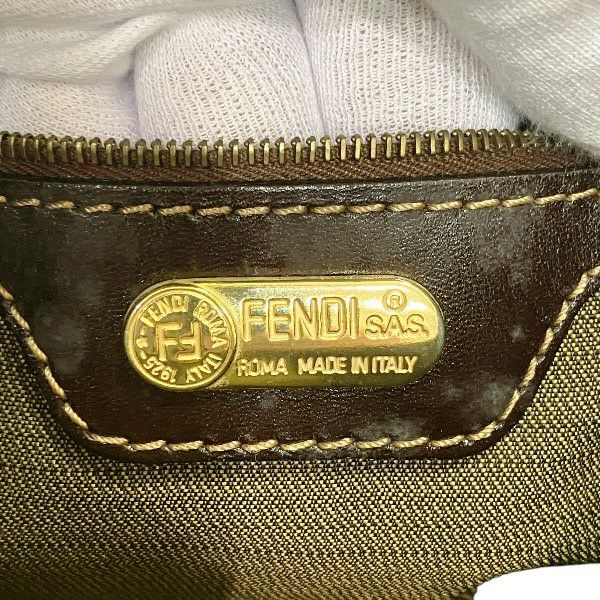 FENDI ROMA ITALY 1925
FF
FENDI ® S.A.S.
ROMA MADE IN ITALY